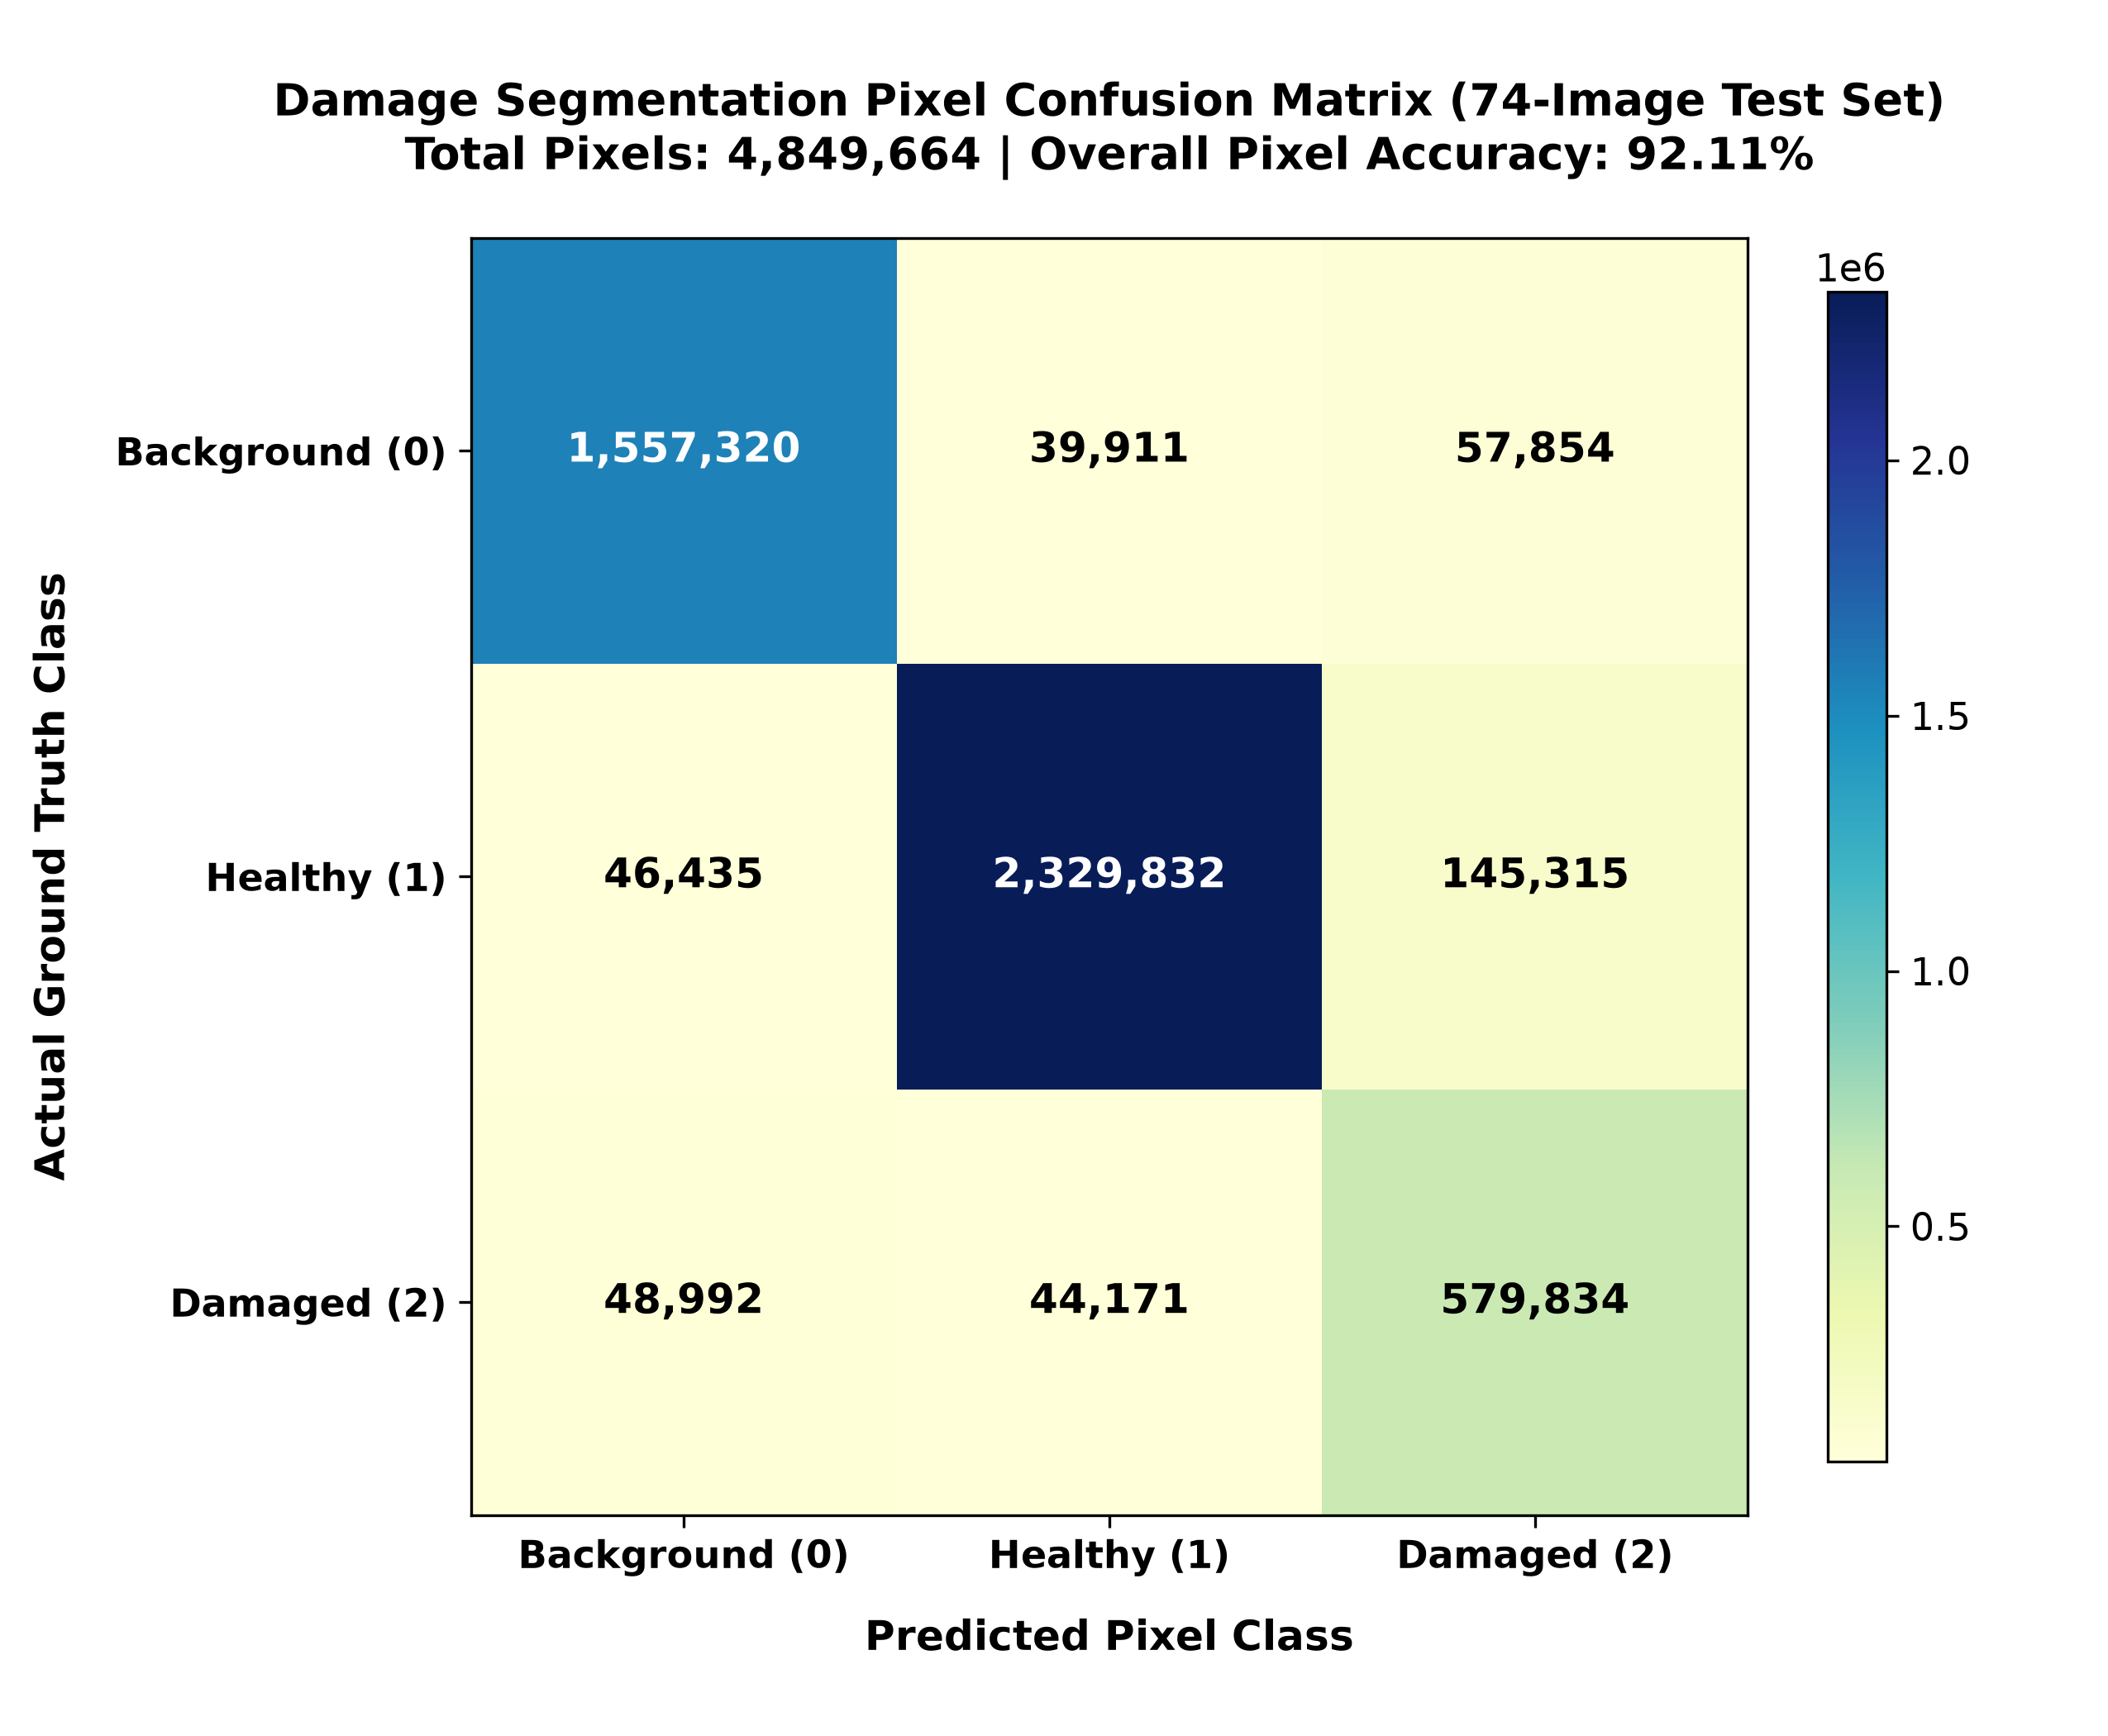 Damage Segmentation Pixel Confusion Matrix (74-Image Test Set)
Total Pixels: 4,849,664 | Overall Pixel Accuracy: 92.11%
1e6
Actual Ground Truth Class
Background (0)
1,557,320
39,911
57,854
Healthy (1)
46,435
2,329,832
145,315
Damaged (2)
48,992
44,171
579,834
2.0
1.5
1.0
0.5
Background (0)
Healthy (1)
Damaged (2)
Predicted Pixel Class